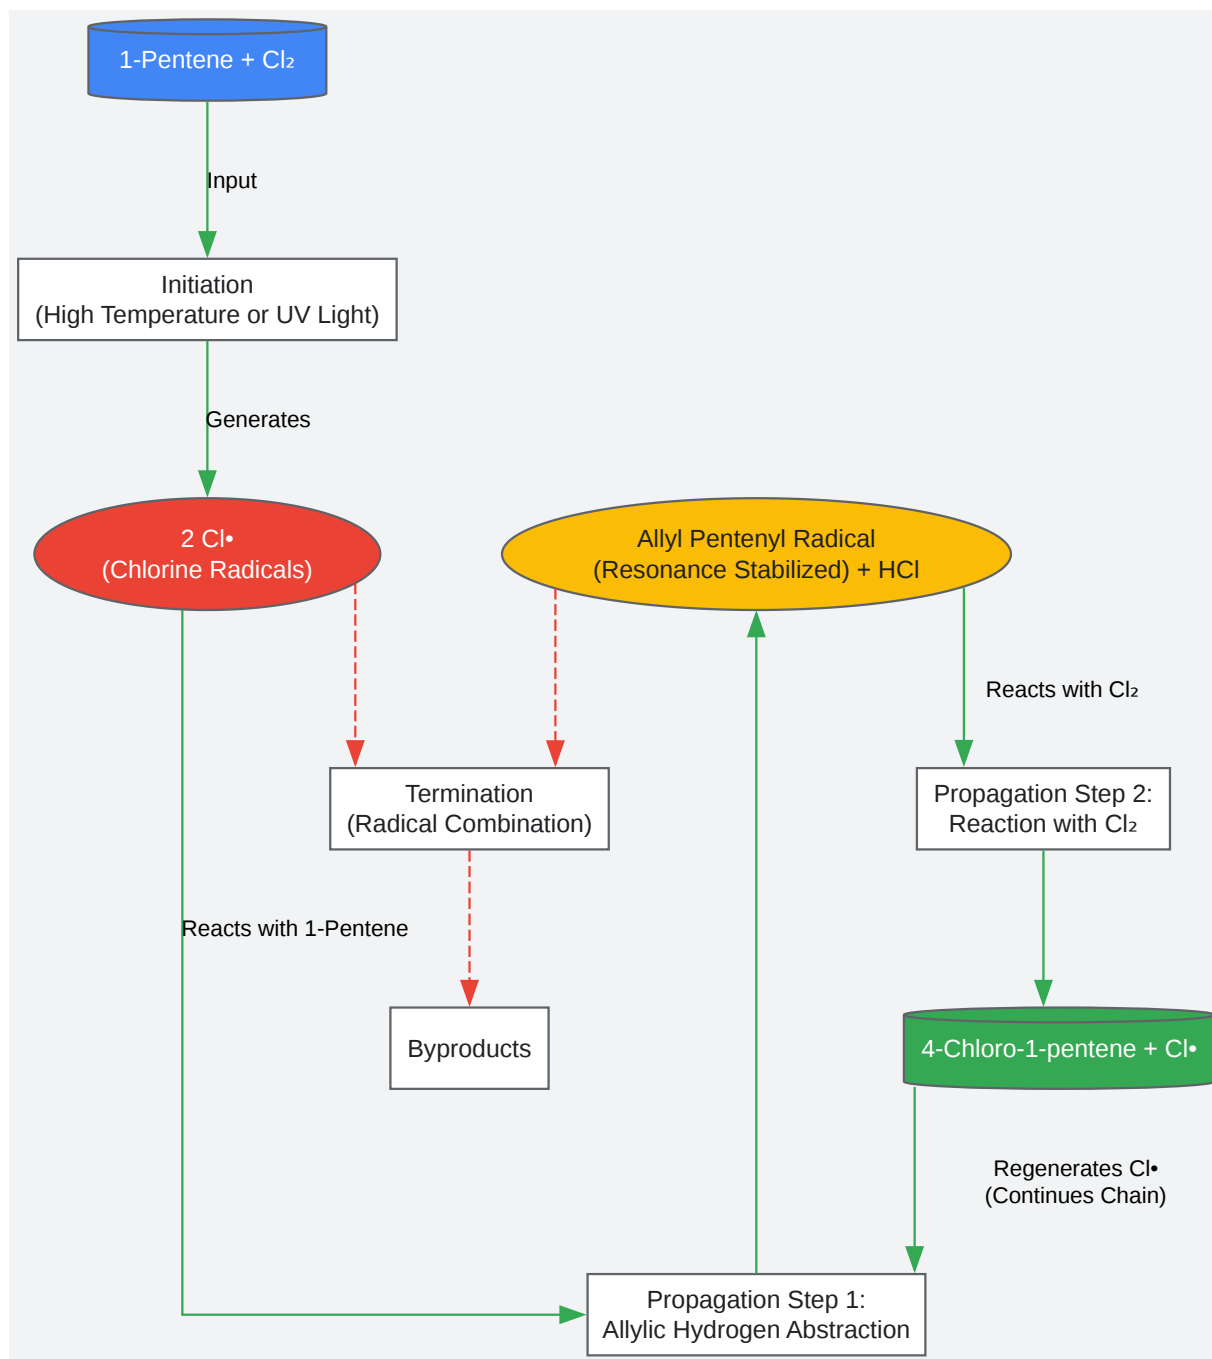 1-Pentene + Cl₂
Input
Initiation
(High Temperature or UV Light)
Generates
2 Cl•
(Chlorine Radicals)
Allyl Pentenyl Radical
(Resonance Stabilized) + HCl
Reacts with Cl₂
Termination
(Radical Combination)
Propagation Step 2:
Reaction with Cl₂
Reacts with 1-Pentene
Byproducts
4-Chloro-1-pentene + Cl•
Regenerates Cl•
(Continues Chain)
Propagation Step 1:
Allylic Hydrogen Abstraction